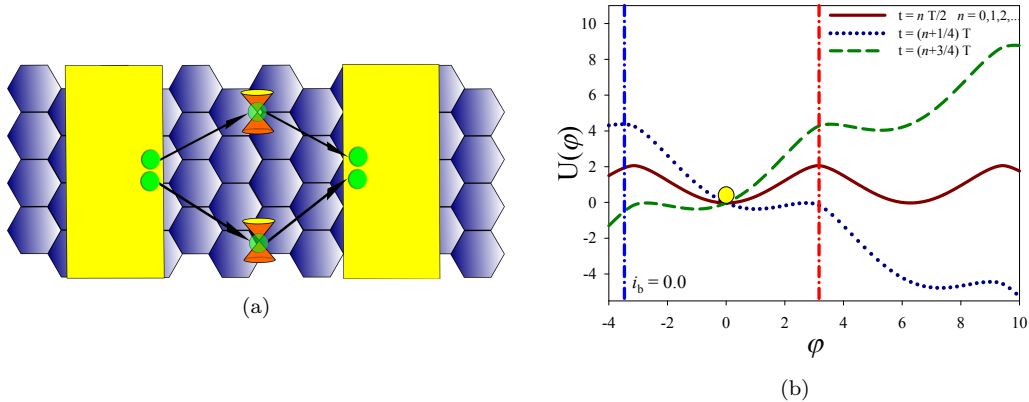 t = n T/2 n = 0,1,2,...
t = (n+1/4) T
t = (n+3/4) T
U(φ)
10
8
6
4
2
0
-2
-4
i_b = 0.0
-4 -2 0 2 4 6 8 10
φ
(a)
(b)